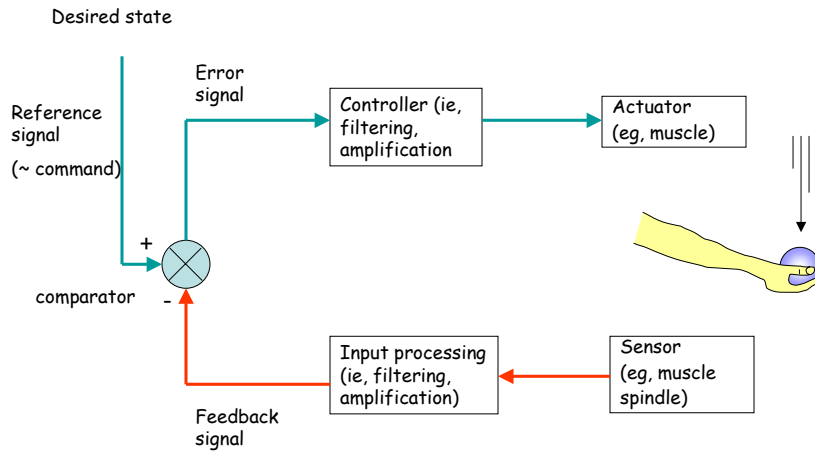 Desired state
Error
signal
Reference
signal
(~ command)
Controller (ie,
filtering,
amplification
Actuator
(eg, muscle)
+
comparator
-
Input processing
(ie, filtering,
amplification)
Sensor
(eg, muscle
spindle)
Feedback
signal